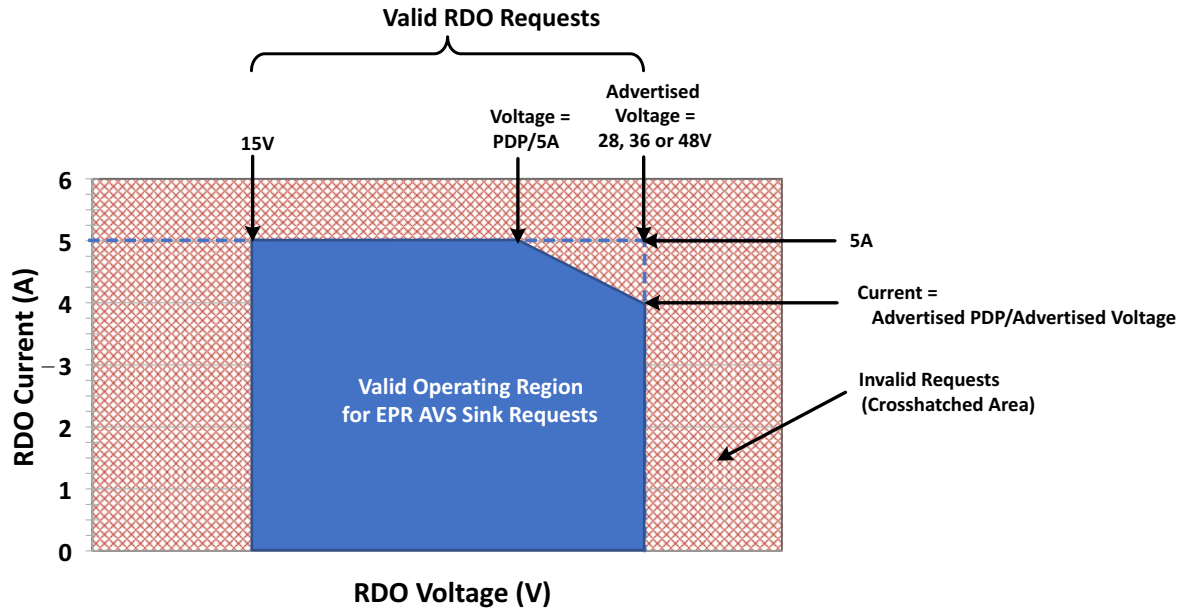 Valid RDO Requests
Advertised
Voltage =
28, 36 or 48V
Voltage =
PDP/5A
15V
6
5
4
3
2
1
0
RDO Current (A)
5A
Current =
Advertised PDP/Advertised Voltage
Invalid Requests
(Crosshatched Area)
Valid Operating Region
for EPR AVS Sink Requests
RDO Voltage (V)